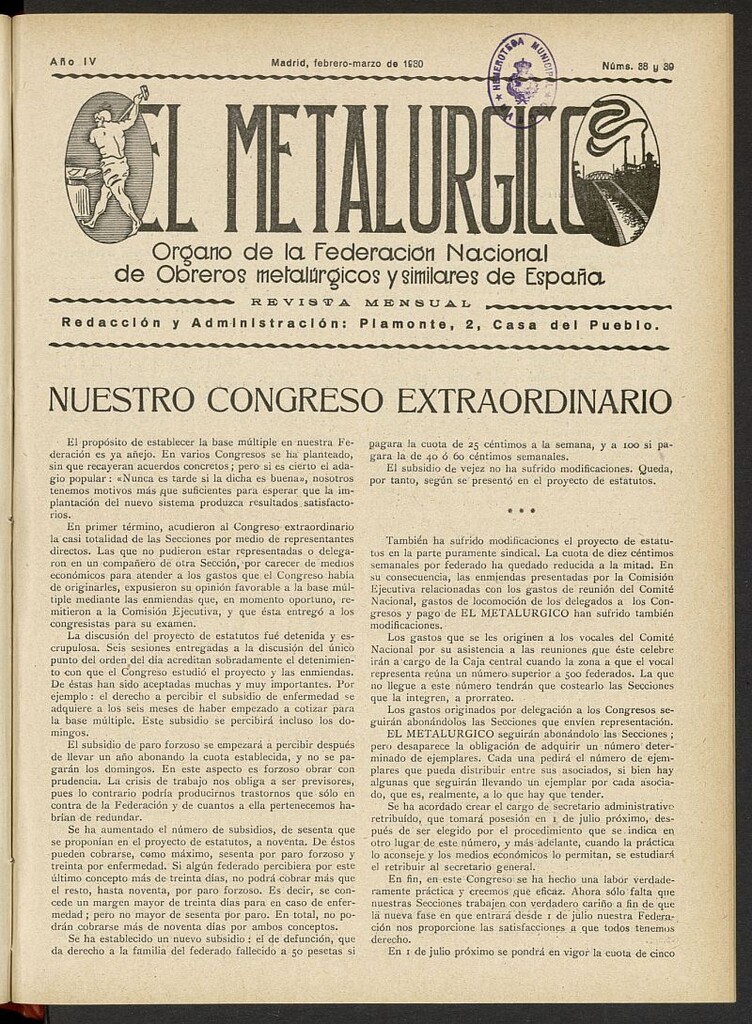 Año IV
Madrid, febrero-marzo de 1930
Núms. 38 y 39
HEMEROTECA MUNICIPAL
EL METALURGICO
Organo de la Federación Nacional
de Obreros metalúrgicos y similares de España
REVISTA MENSUAL
Redacción y Administración: Piamonte, 2, Casa del Pueblo.
NUESTRO CONGRESO EXTRAORDINARIO
El propósito de establecer la base múltiple en nuestra Fe-
deración es ya añejo. En varios Congresos se ha planteado,
sin que recayeran acuerdos concretos; pero si es cierto el ada-
gio popular: «Nunca es tarde si la dicha es buena», nosotros
tenemos motivos más que suficientes para esperar que la im-
plantación del nuevo sistema produzca resultados satisfacto-
rios.
En primer término, acudieron al Congreso extraordinario
la casi totalidad de las Secciones por medio de representantes
directos. Las que no pudieron estar representadas o delega-
ron en un compañero de otra Sección, por carecer de medios
económicos para atender a los gastos que el Congreso había
de originarles, expusieron su opinión favorable a la base múl-
tiple mediante las enmiendas que, en momento oportuno, re-
mitieron a la Comisión Ejecutiva, y que ésta entregó a los
congresistas para su examen.
La discusión del proyecto de estatutos fué detenida y es-
crupulosa. Seis sesiones entregadas a la discusión del único
punto del orden del día acreditan sobradamente el detenimien-
to con que el Congreso estudió el proyecto y las enmiendas.
De éstas han sido aceptadas muchas y muy importantes. Por
ejemplo: el derecho a percibir el subsidio de enfermedad se
adquiere a los seis meses de haber empezado a cotizar para
la base múltiple. Este subsidio se percibirá incluso los do-
mingos.
El subsidio de paro forzoso se empezará a percibir después
de llevar un año abonando la cuota establecida, y no se pa-
garán los domingos. En este aspecto es forzoso obrar con
prudencia. La crisis de trabajo nos obliga a ser previsores,
pues lo contrario podría producirnos trastornos que sólo en
contra de la Federación y de cuantos a ella pertenecemos ha-
brían de redundar.
Se ha aumentado el número de subsidios, de sesenta que
se proponían en el proyecto de estatutos, a noventa. De éstos
pueden cobrarse, como máximo, sesenta por paro forzoso y
treinta por enfermedad. Si algún federado percibiera por este
último concepto más de treinta días, no podrá cobrar más que
el resto, hasta noventa, por paro forzoso. Es decir, se con-
cede un margen mayor de treinta días para en caso de enfer-
medad; pero no mayor de sesenta por paro. En total, no po-
drán cobrarse más de noventa días por ambos conceptos.
Se ha establecido un nuevo subsidio: el de defunción, que
da derecho a la familia del federado fallecido a 50 pesetas si
pagara la cuota de 25 céntimos a la semana, y a 100 si pa-
gara la de 40 ó 60 céntimos semanales.
El subsidio de vejez no ha sufrido modificaciones. Queda,
por tanto, según se presentó en el proyecto de estatutos.
* * *
También ha sufrido modificaciones el proyecto de estatu-
tos en la parte puramente sindical. La cuota de diez céntimos
semanales por federado ha quedado reducida a la mitad. En
su consecuencia, las enmiendas presentadas por la Comisión
Ejecutiva relacionadas con los gastos de reunión del Comité
Nacional, gastos de locomoción de los delegados a los Con-
gresos y pago de EL METALURGICO han sufrido también
modificaciones.
Los gastos que se les originen a los vocales del Comité
Nacional por su asistencia a las reuniones que éste celebre
irán a cargo de la Caja central cuando la zona a que el vocal
representa reúna un número superior a 500 federados. La que
no llegue a este número tendrán que costearlo las Secciones
que la integren, a prorrateo.
Los gastos originados por delegación a los Congresos se-
guirán abonándolos las Secciones que envíen representación.
EL METALURGICO seguirán abonándolo las Secciones;
pero desaparece la obligación de adquirir un número deter-
minado de ejemplares. Cada una pedirá el número de ejem-
plares que pueda distribuir entre sus asociados, si bien hay
algunas que seguirán llevando un ejemplar por cada asocia-
do, que es, realmente, a lo que hay que tender.
Se ha acordado crear el cargo de secretario administrativo
retribuído, que tomará posesión en 1 de julio próximo, des-
pués de ser elegido por el procedimiento que se indica en
otro lugar de este número, y más adelante, cuando la práctica
lo aconseje y los medios económicos lo permitan, se estudiará
el retribuir al secretario general.
En fin, en este Congreso se ha hecho una labor verdade-
ramente práctica y creemos que eficaz. Ahora sólo falta que
nuestras Secciones trabajen con verdadero cariño a fin de que
la nueva fase en que entrará desde 1 de julio nuestra Federa-
ción nos proporcione las satisfacciones a que todos tenemos
derecho.
En 1 de julio próximo se pondrá en vigor la cuota de cinco